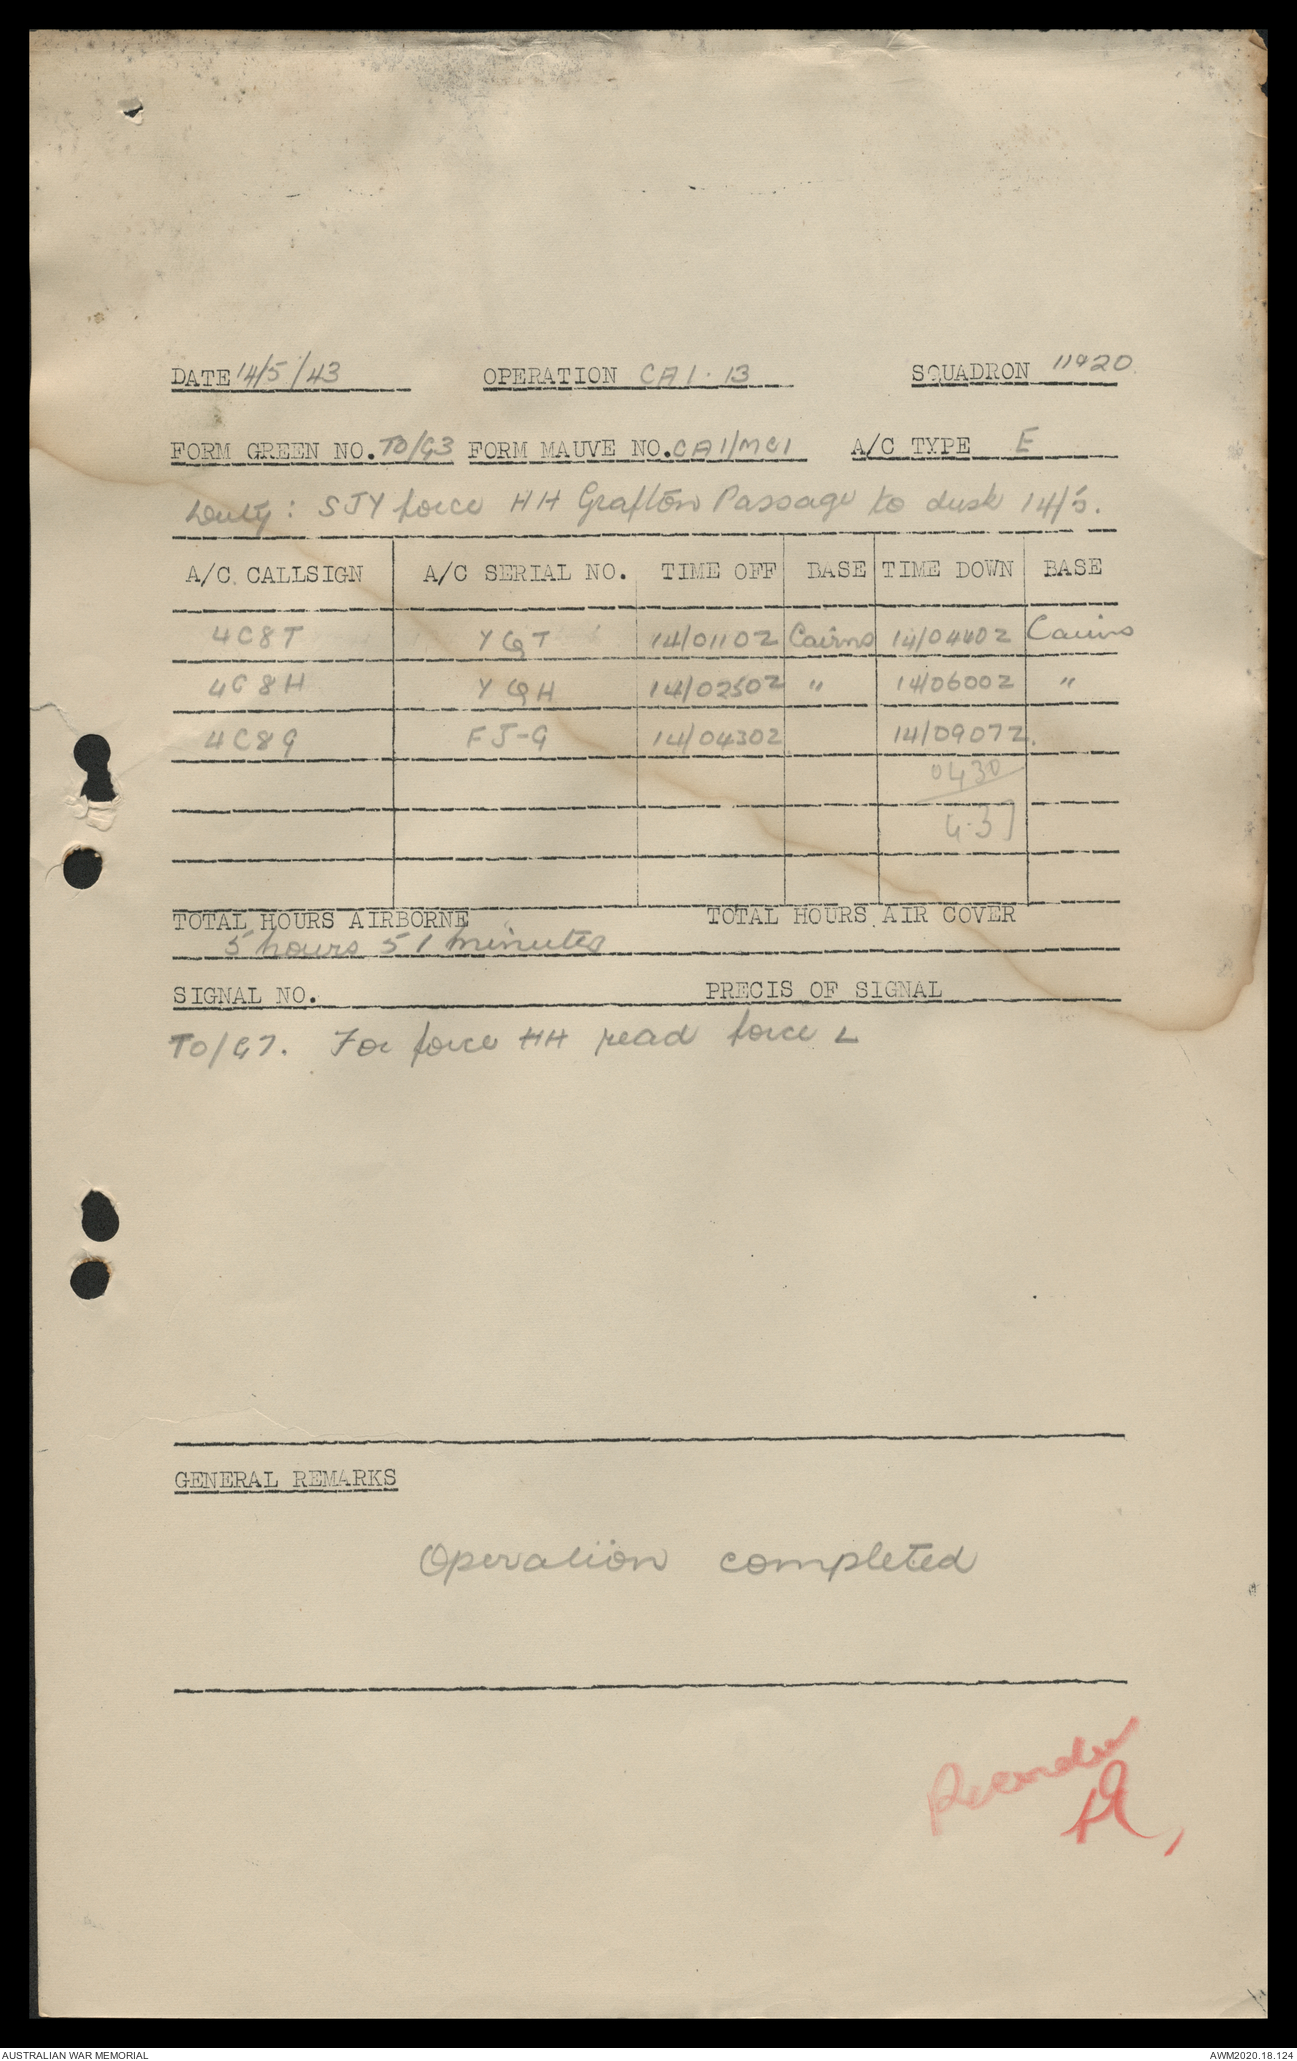 DATE 14/5/43 OPERATION CA1.13 SQUADRON 11&20
FORM GREEN NO. TO/G3 FORM MAUVE NO. CA1/MC1 A/C TYPE E
Duty: SJY force HH Grafton Passage to dusk 14/5.
A/C CALLSIGN A/C SERIAL NO. TIME OFF BASE TIME DOWN BASE
4C8T YQT 14/0110Z Cairns 14/0440Z Cairns
4C8H YQH 14/0250Z " 14/0600Z "
4C8G FJ-G 14/0430Z 14/0907Z.
0430
4.37
TOTAL HOURS AIRBORNE TOTAL HOURS AIR COVER
5 hours 51 minutes
SIGNAL NO. PRECIS OF SIGNAL
TO/G7. For force HH read force L
GENERAL REMARKS
Operation completed
AUSTRALIAN WAR MEMORIAL AWM2020.18.124